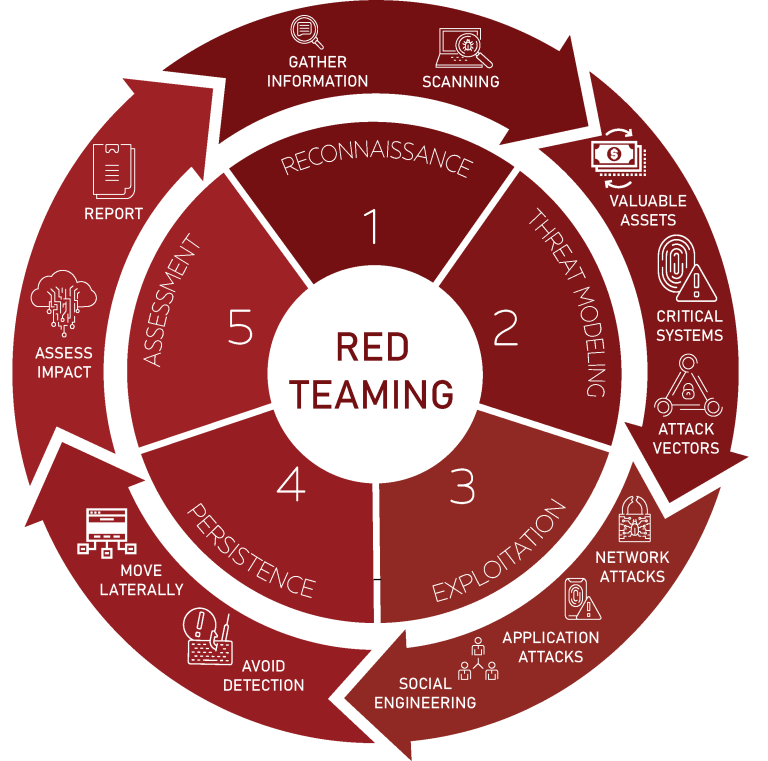 GATHER
INFORMATION
SCANNING
RECONNAISSANCE
1
VALUABLE
ASSETS
CRITICAL
SYSTEMS
ATTACK
VECTORS
THREAT MODELING
2
NETWORK
ATTACKS
APPLICATION
ATTACKS
SOCIAL
ENGINEERING
EXPLOITATION
3
AVOID
DETECTION
MOVE
LATERALLY
PERSISTENCE
4
ASSESS
IMPACT
REPORT
ASSESSMENT
5
RED
TEAMING
$